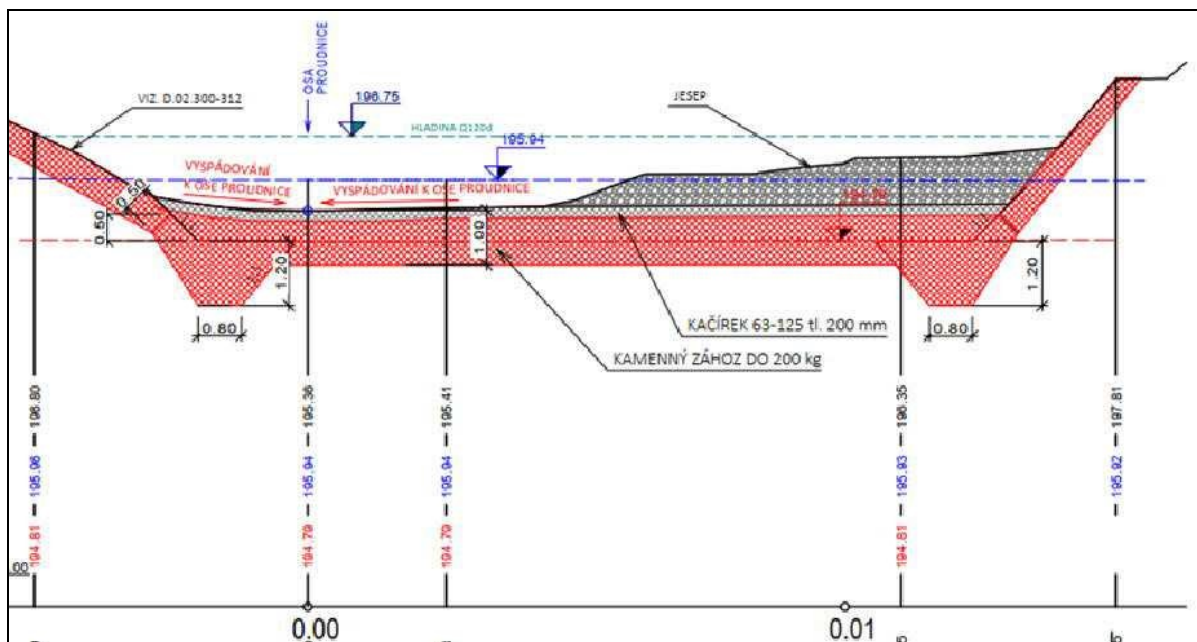 OSA
PROUDNICE
VIZ. D.02.300-312
196.75
JESEP
HLADINA Q120d
195.94
VYSPÁDOVÁNÍ
K OSE PROUDNICE
VYSPÁDOVÁNÍ K OSE PROUDNICE
0.50
0.50
1.00
1.20
1.20
0.80
0.80
KAČÍREK 63-125 tl. 200 mm
KAMENNÝ ZÁHOZ DO 200 kg
194.81 195.96 196.80
194.79 195.94 195.36
194.79 195.94 195.41
194.81 195.93 196.35
195.92 197.81
00
0.00
0.01